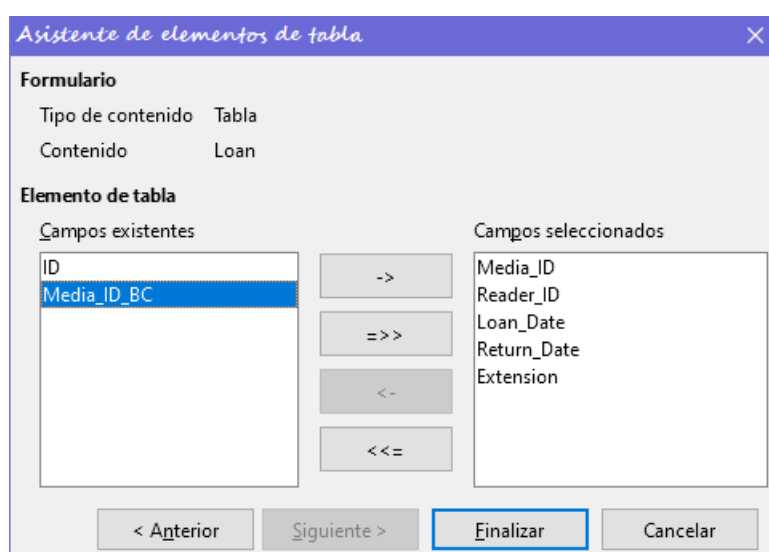 Asistente de elementos de tabla
Formulario
Tipo de contenido Tabla
Contenido Loan
Elemento de tabla
Campos existentes
ID
Media_ID_BC
->
=>>
<-
<<=
Campos seleccionados
Media_ID
Reader_ID
Loan_Date
Return_Date
Extension
< Anterior
Siguiente >
Finalizar
Cancelar